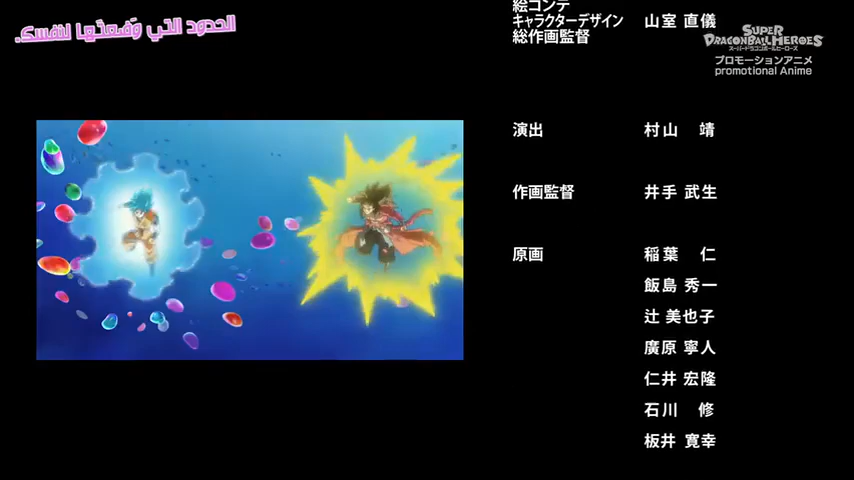 الحدود التي وَضعتَها لنفسك.
絵コンテ
キャラクターデザイン
総作画監督
山室 直儀
SUPER
DRAGONBALL HEROES
スーパードラゴンボールヒーローズ
プロモーションアニメ
promotional Anime
演出 村山 靖
作画監督 井手 武生
原画 稲葉 仁
飯島 秀一
辻 美也子
廣原 寧人
仁井 宏隆
石川 修
板井 寛幸